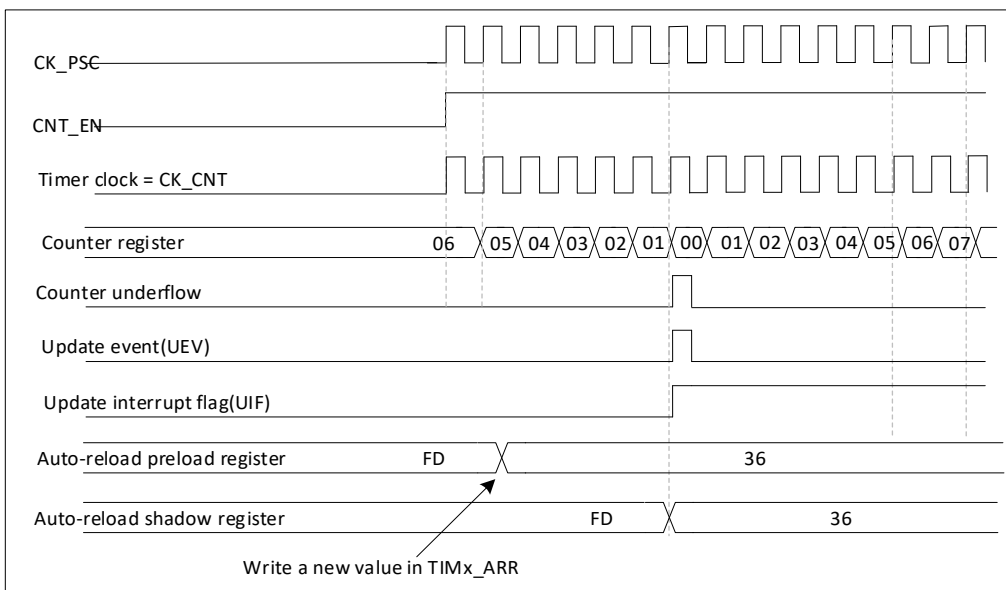 CK_PSC
CNT_EN
Timer clock = CK_CNT
Counter register 06 05 04 03 02 01 00 01 02 03 04 05 06 07
Counter underflow
Update event(UEV)
Update interrupt flag(UIF)
Auto-reload preload register FD 36
Auto-reload shadow register FD 36
Write a new value in TIMx_ARR